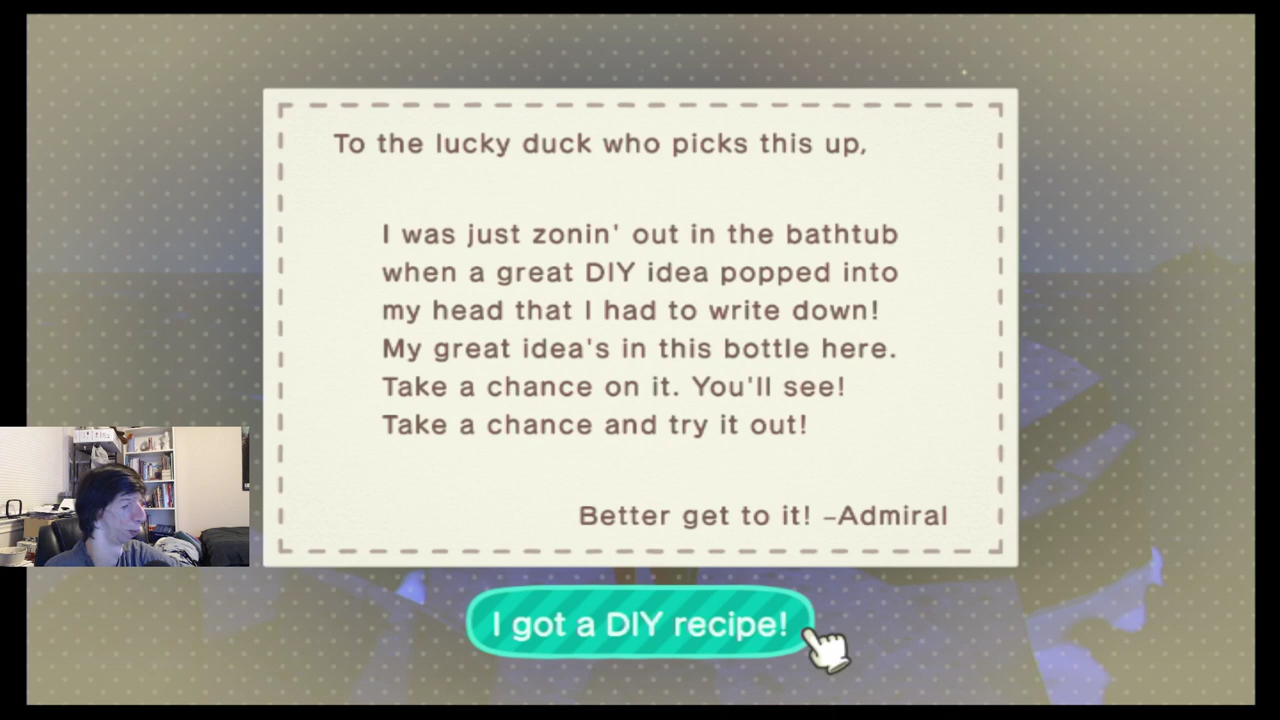 To the lucky duck who picks this up,
I was just zonin' out in the bathtub
when a great DIY idea popped into
my head that I had to write down!
My great idea's in this bottle here.
Take a chance on it. You'll see!
Take a chance and try it out!
Better get to it! –Admiral
I got a DIY recipe!